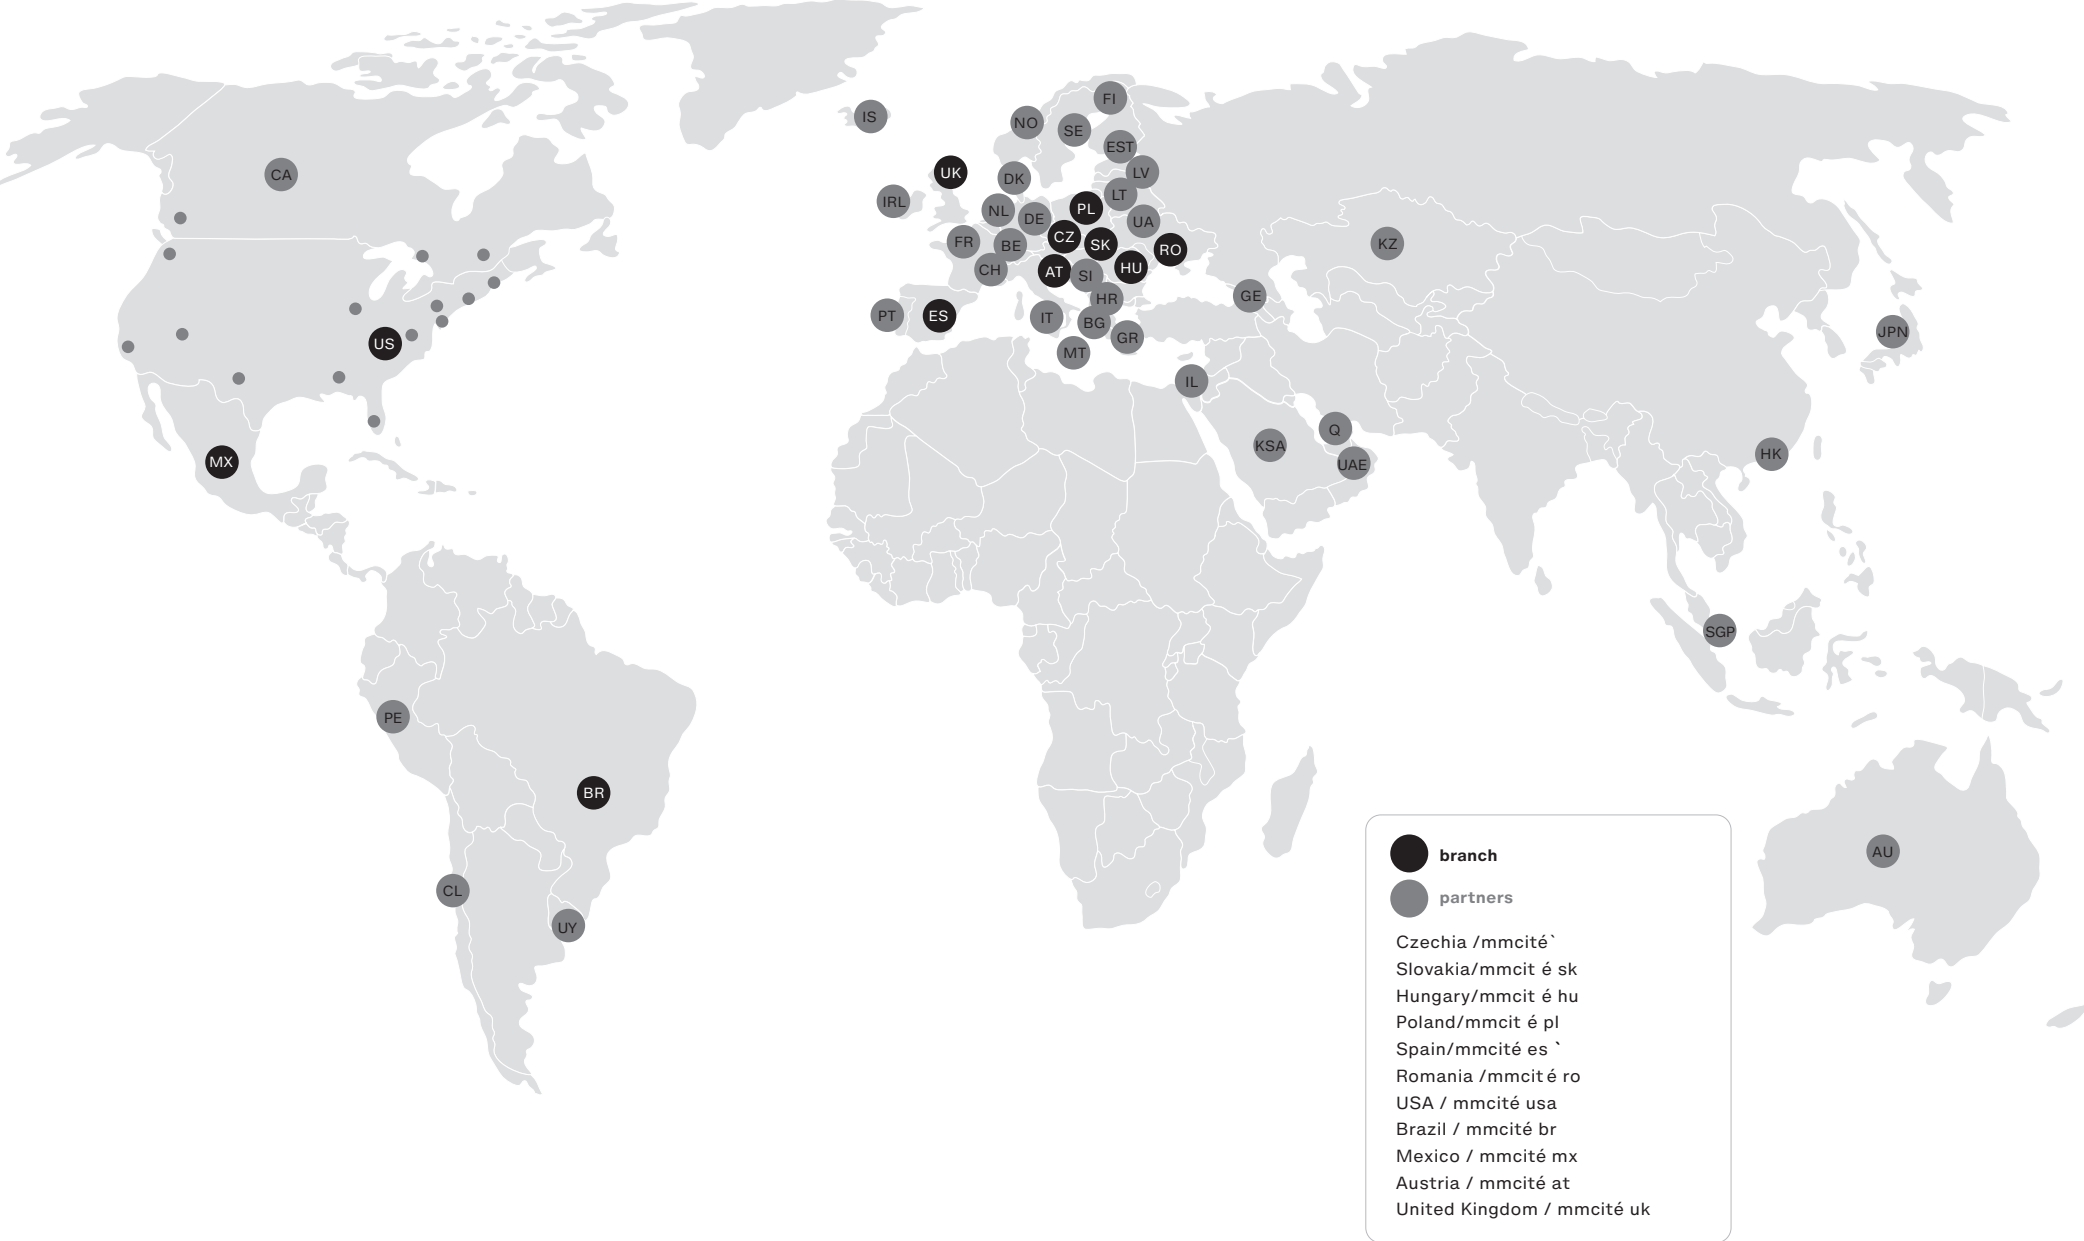 FI
IS
NO
SE
EST
UK
LV
CA
DK
LT
IRL
NL
PL
DE
UA
CZ
FR
BE
SK
KZ
RO
HU
CH
AT
SI
GE
HR
PT
ES
IT
BG
JPN
GR
US
MT
IL
Q
KSA
HK
MX
UAE
SGP
PE
BR
AU
CL
UY
branch
partners
Czechia /mmcité`
Slovakia/mmcit é sk
Hungary/mmcit é hu
Poland/mmcit é pl
Spain/mmcité es `
Romania /mmcit é ro
USA / mmcité usa
Brazil / mmcité br
Mexico / mmcité mx
Austria / mmcité at
United Kingdom / mmcité uk